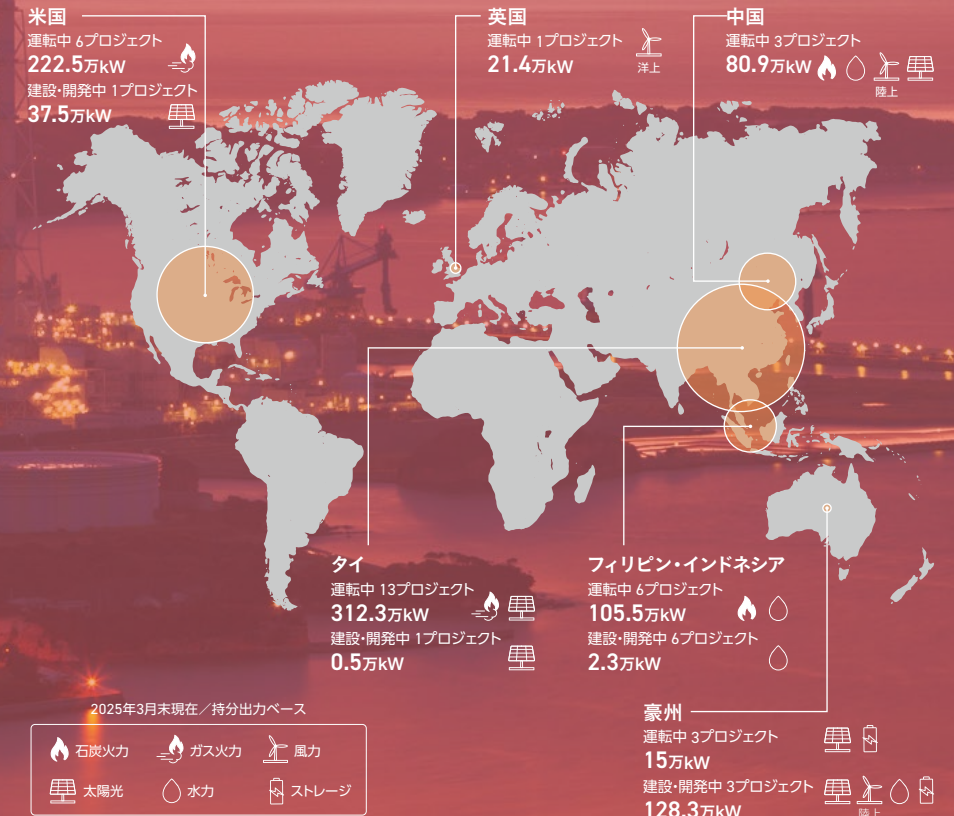 米国
運転中 6プロジェクト
222.5万kW
建設・開発中 1プロジェクト
37.5万kW
英国
運転中 1プロジェクト
21.4万kW
洋上
中国
運転中 3プロジェクト
80.9万kW
陸上
タイ
運転中 13プロジェクト
312.3万kW
建設・開発中 1プロジェクト
0.5万kW
フィリピン・インドネシア
運転中 6プロジェクト
105.5万kW
建設・開発中 6プロジェクト
2.3万kW
豪州
運転中 3プロジェクト
15万kW
建設・開発中 3プロジェクト
128.3万kW
陸上
2025年3月末現在／持分出力ベース
石炭火力 ガス火力 風力
太陽光 水力 ストレージ